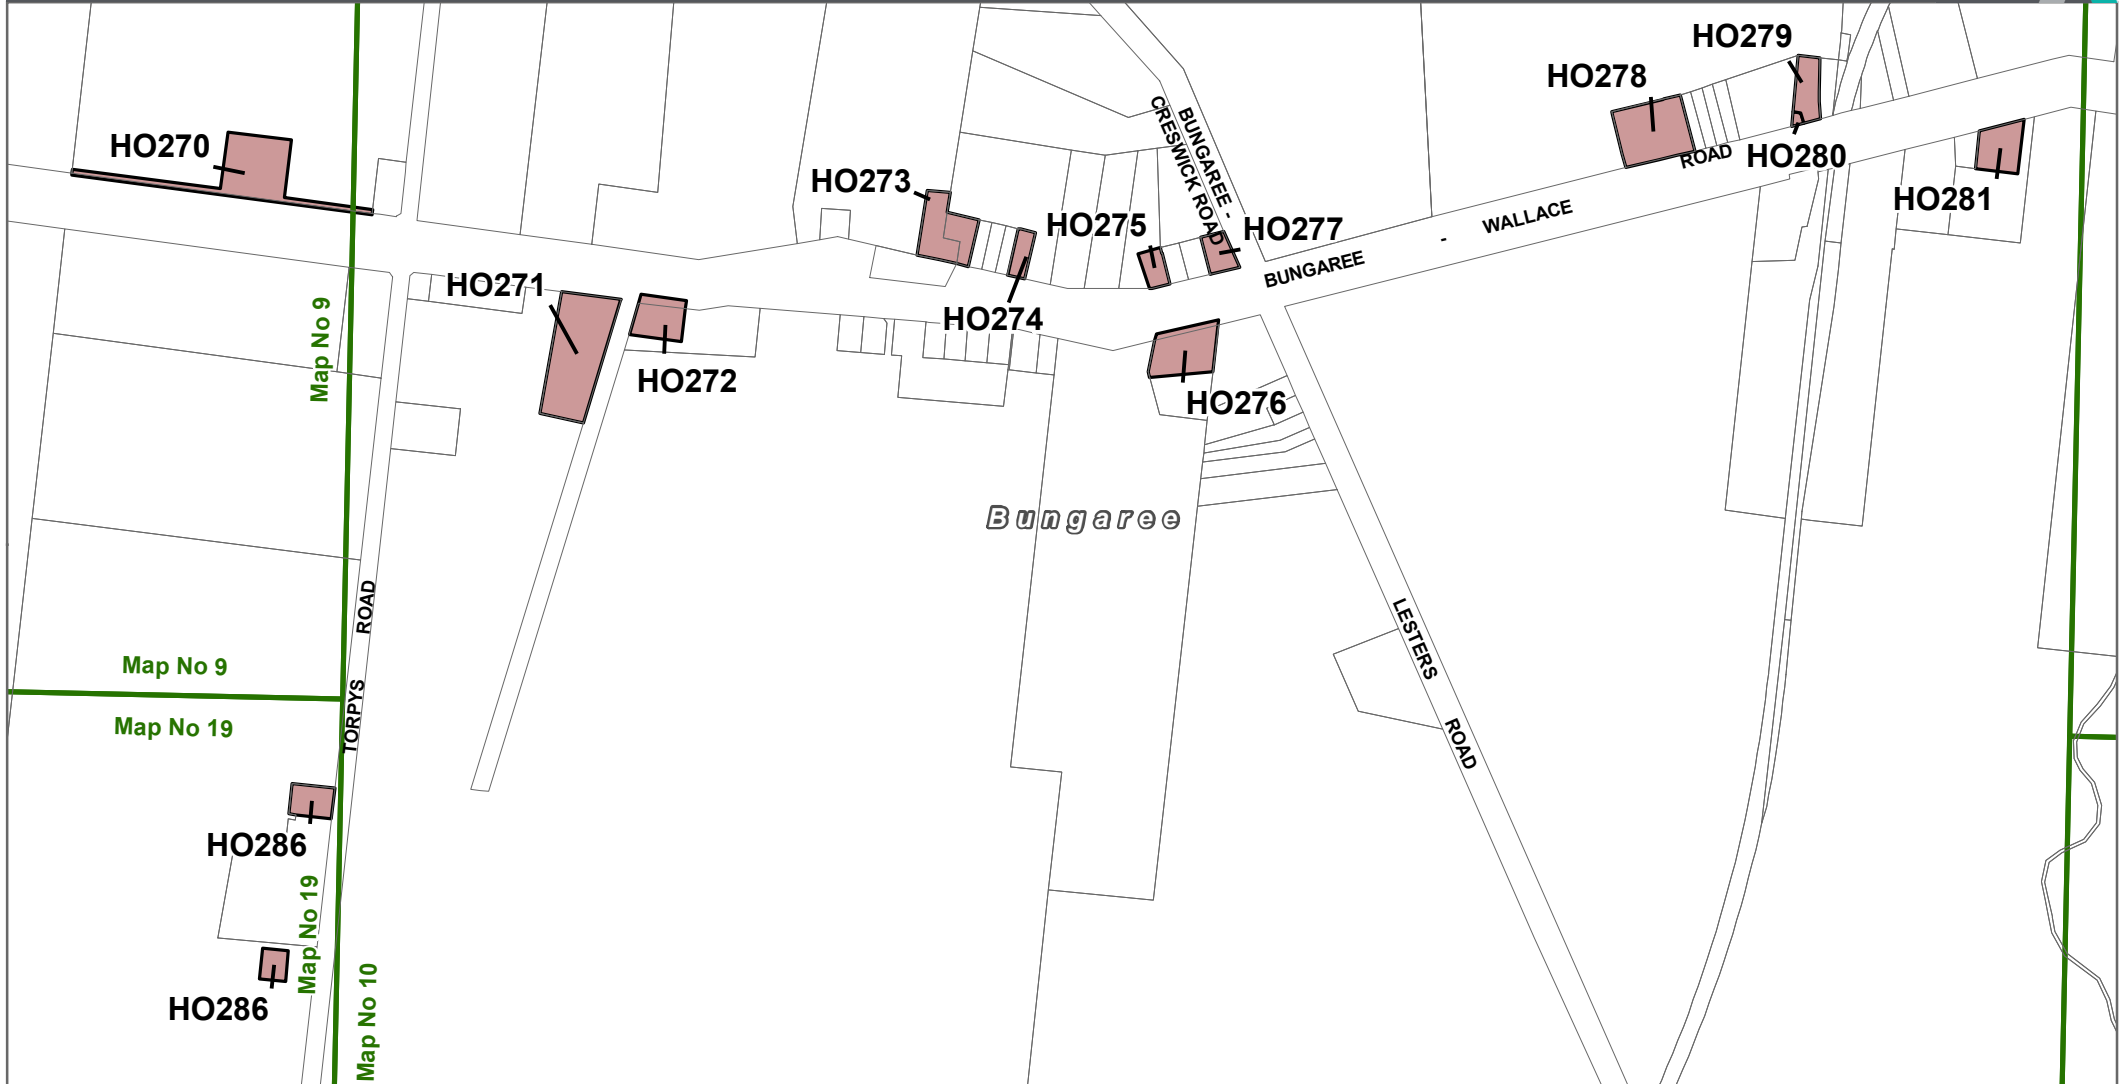 HO279
HO278
HO270
BUNGAREE -
CRESWICK ROAD
ROAD
HO280
HO273
HO281
HO275
HO277
WALLACE
-
BUNGAREE
HO271
HO274
Map No 9
HO272
HO276
Bungaree
ROAD
LESTERS
Map No 9
TORPYS
Map No 19
ROAD
HO286
Map No 19
HO286
Map No 10